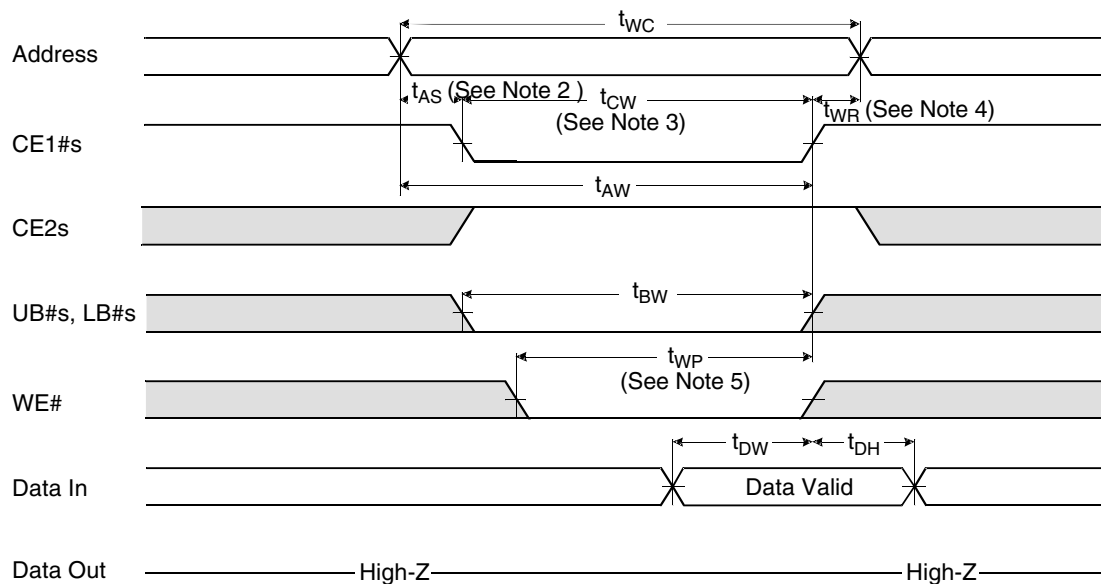 tWC
Address
tAS (See Note 2 )
tCW
(See Note 3)
tWR (See Note 4)
CE1#s
tAW
CE2s
tBW
UB#s, LB#s
tWP
(See Note 5)
WE#
tDW
tDH
Data In
Data Valid
Data Out
High-Z
High-Z